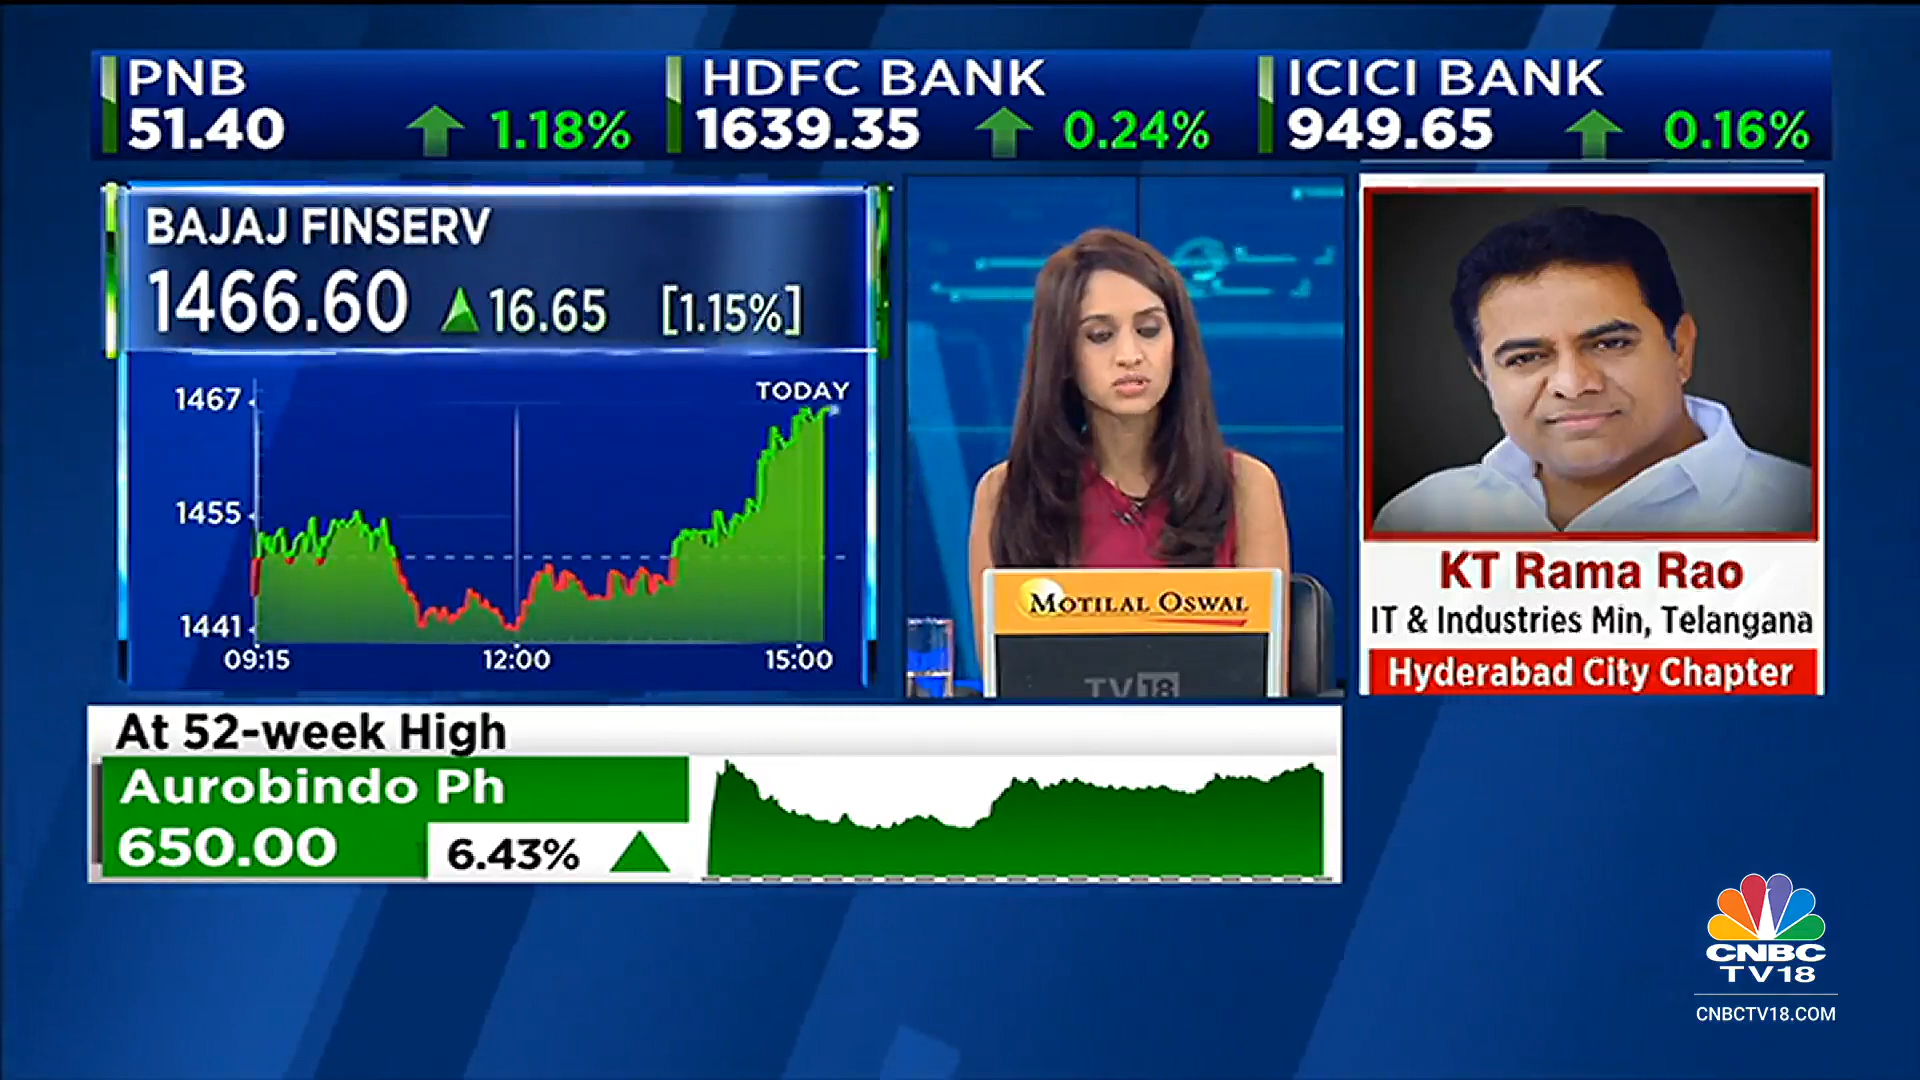 PNB
51.40 1.18%
HDFC BANK
1639.35 0.24%
ICICI BANK
949.65 0.16%
BAJAJ FINSERV
1466.60 16.65 [1.15%]
TODAY
1467
1455
1441
09:15 12:00 15:00
MOTILAL OSWAL
TV18
KT Rama Rao
IT & Industries Min, Telangana
Hyderabad City Chapter
At 52-week High
Aurobindo Ph
650.00 6.43%
CNBC
TV18
CNBCTV18.COM